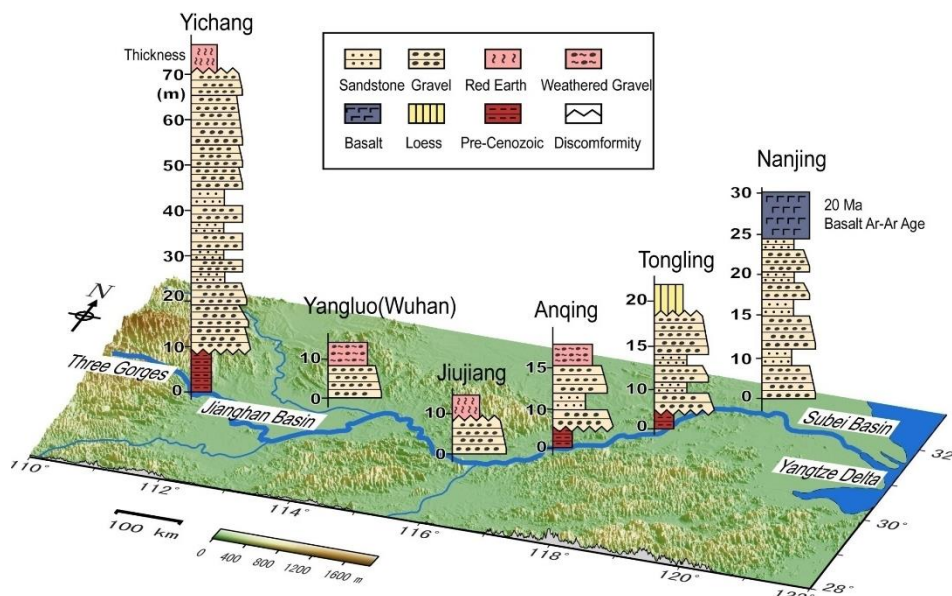 Yichang
Thickness
70
(m)
60
50
40
30
20
10
0
Sandstone Gravel Red Earth Weathered Gravel
Basalt Loess Pre-Cenozoic Discomformity
Nanjing
30
25
20
15
10
0
20 Ma
Basalt Ar-Ar Age
Tongling
20
15
10
0
Anqing
15
10
0
Yangluo(Wuhan)
10
0
Jiujiang
10
0
N
Three Gorges
Jianghan Basin
Subei Basin
Yangtze Delta
110°
112°
114°
116°
118°
120°
122°
28°
30°
32°
100 km
0 400 800 1200 1600 m